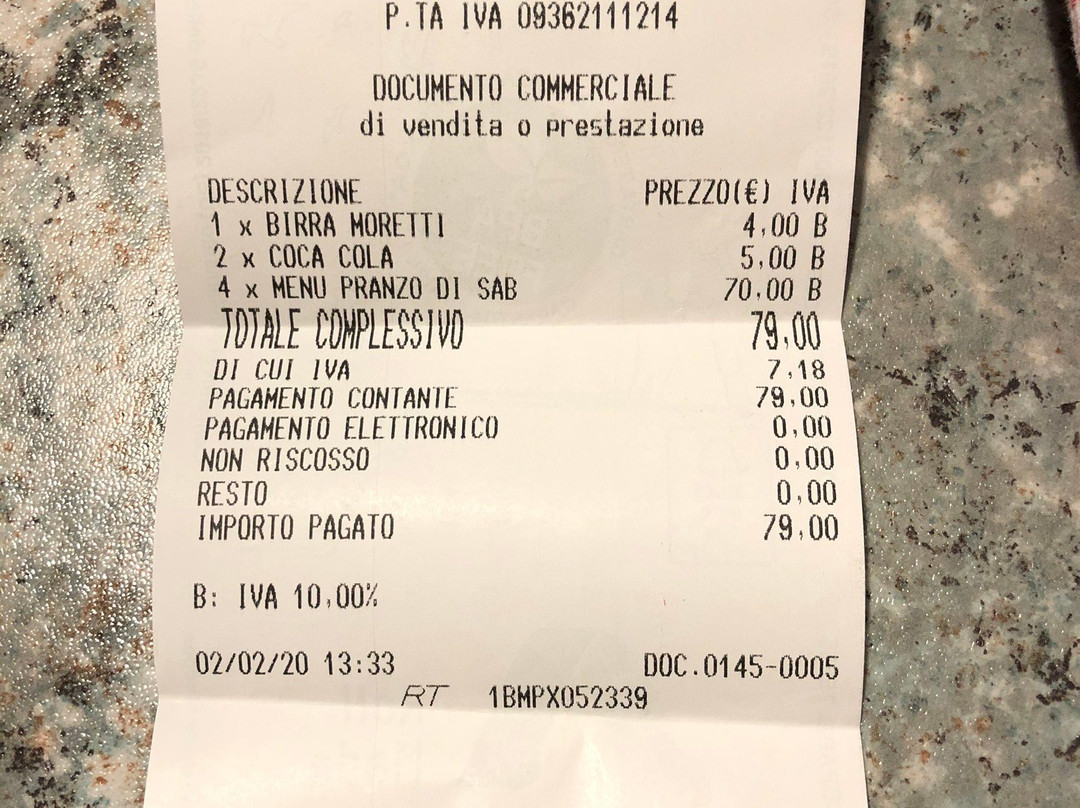 P.TA IVA 09362111214
DOCUMENTO COMMERCIALE
di vendita o prestazione
DESCRIZIONE PREZZO(€) IVA
1 x BIRRA MORETTI 4,00 B
2 x COCA COLA 5,00 B
4 x MENU PRANZO DI SAB 70,00 B
TOTALE COMPLESSIVO 79,00
DI CUI IVA 7,18
PAGAMENTO CONTANTE 79,00
PAGAMENTO ELETTRONICO 0,00
NON RISCOSSO 0,00
RESTO 0,00
IMPORTO PAGATO 79,00
B: IVA 10,00%
02/02/20 13:33 DOC.0145-0005
RT 1BMPX052339